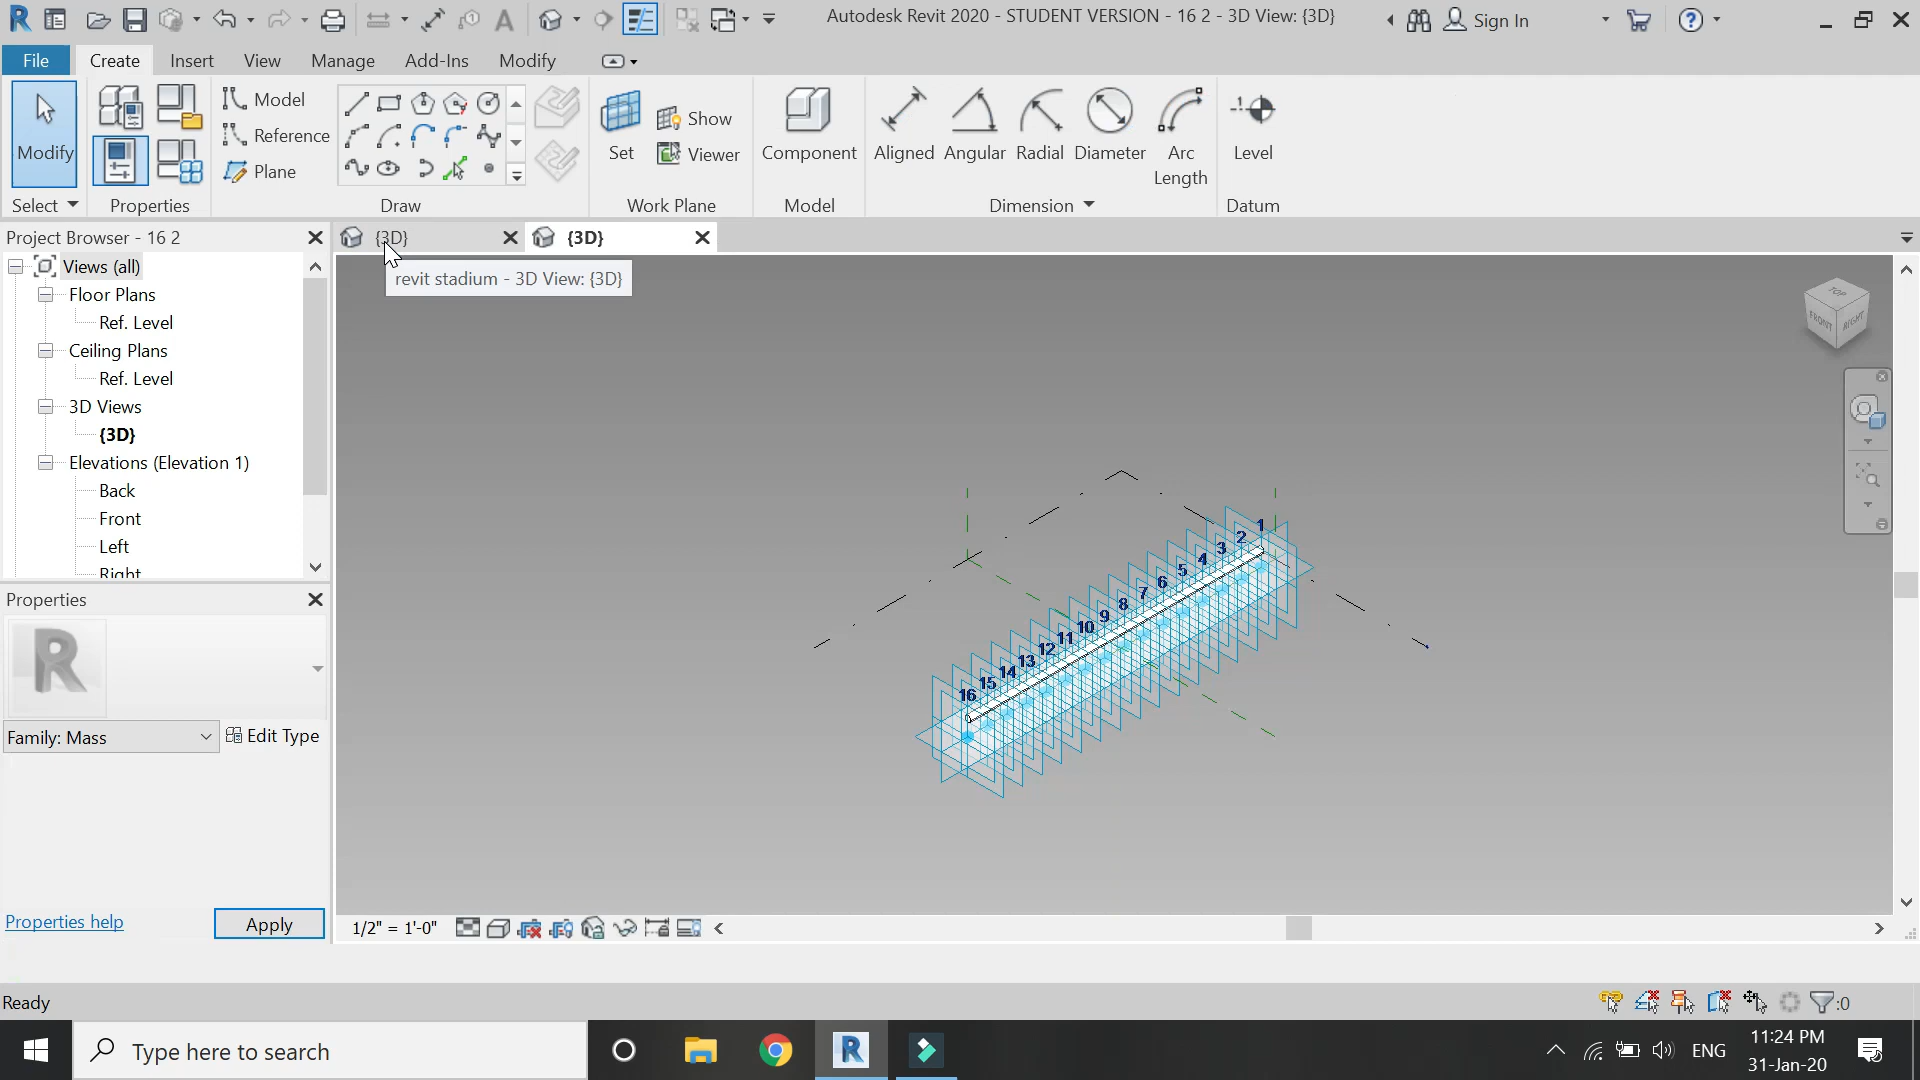 Autodesk Revit 2020 - STUDENT VERSION - 16 2 - 3D View: {3D}
Sign In
File
Create
Insert
View
Manage
Add-Ins
Modify
Modify
Model
Reference
Plane
Set
Show
Viewer
Component
Aligned
Angular
Radial
Diameter
Arc
Length
Level
Select
Properties
Draw
Work Plane
Model
Dimension
Datum
Project Browser - 16 2
{3D}
{3D}
revit stadium - 3D View: {3D}
Views (all)
Floor Plans
Ref. Level
Ceiling Plans
Ref. Level
3D Views
{3D}
Elevations (Elevation 1)
Back
Front
Left
Right
TOP
FRONT
RIGHT
1
2
3
4
5
6
7
8
9
10
11
12
13
14
15
16
Properties
Family: Mass
Edit Type
Properties help
Apply
1/2" = 1'-0"
Ready
:0
Type here to search
ENG
11:24 PM
31-Jan-20